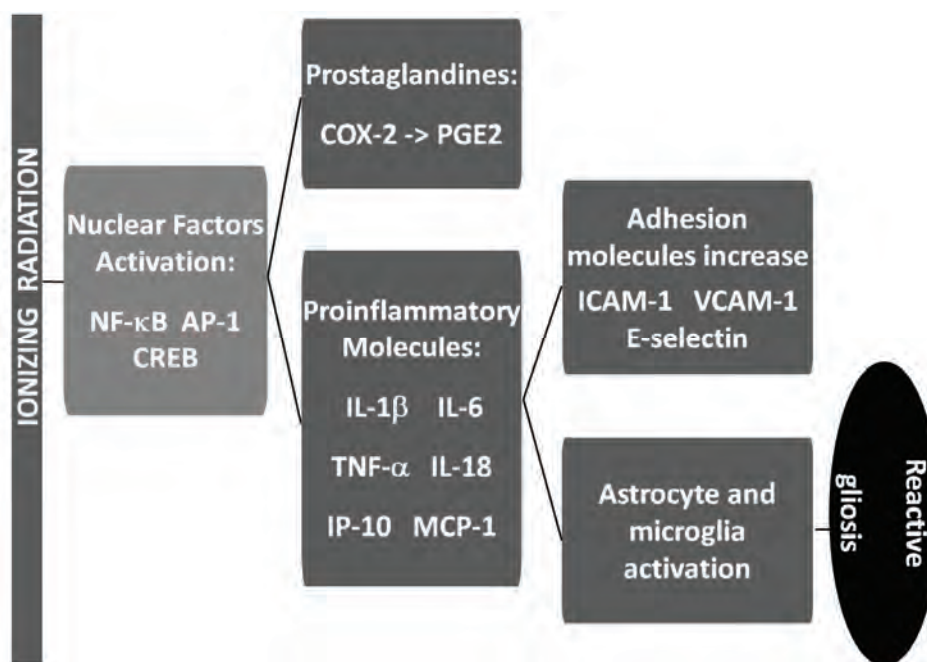 IONIZING RADIATION
Nuclear Factors
Activation:
NF-κB AP-1
CREB
Prostaglandines:
COX-2 -> PGE2
Proinflammatory
Molecules:
IL-1β IL-6
TNF-α IL-18
IP-10 MCP-1
Adhesion
molecules increase
ICAM-1 VCAM-1
E-selectin
Astrocyte and
microglia
activation
Reactive
gliosis